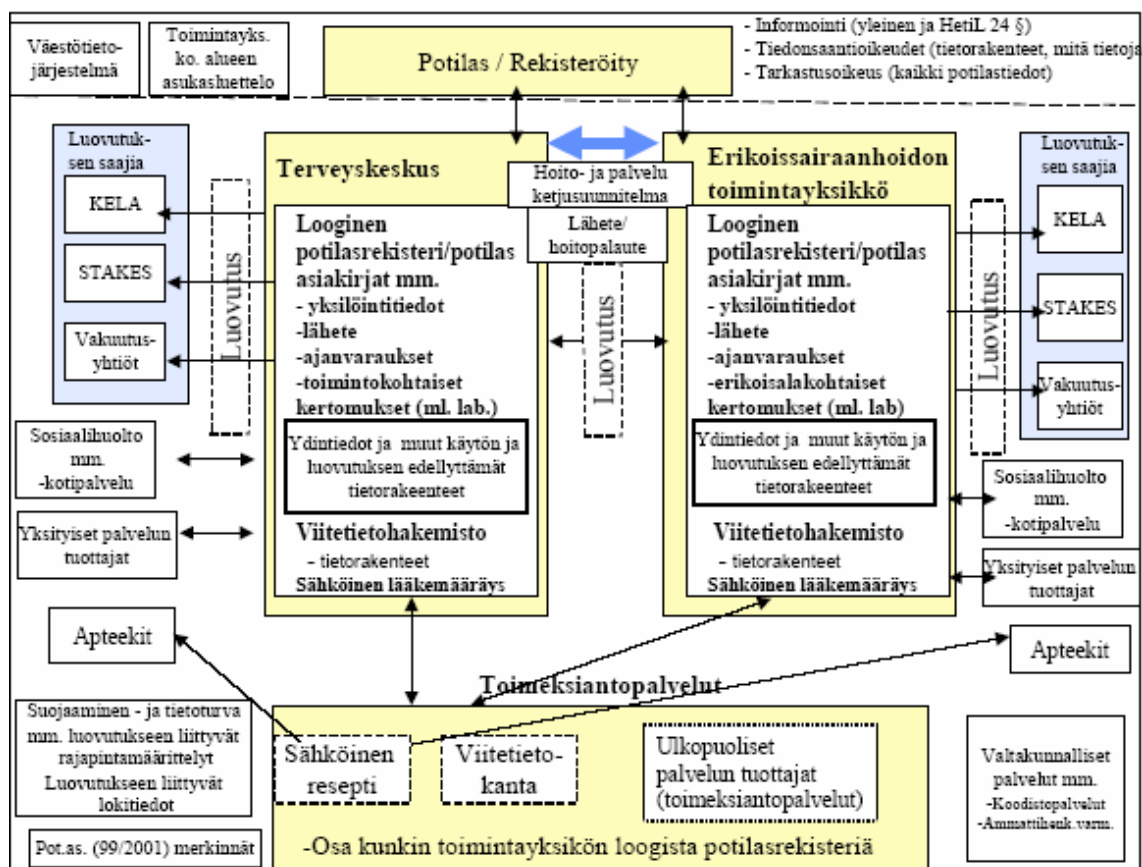 Väestötieto-
järjestelmä
Toimintayks.
ko. alueen
asukasluettelo
Potilas / Rekisteröity
- Informointi (yleinen ja HetiL 24 §)
- Tiedonsaantioikeudet (tietorakenteet, mitä tietoja
- Tarkastusoikeus (kaikki potilastiedot)
Luovutuk-
sen saajia
KELA
STAKES
Vakuutus-
yhtiöt
Luovutus
Sosiaalihuolto
mm.
-kotipalvelu
Yksityiset palvelun
tuottajat
Apteekit
Terveyskeskus
Looginen
potilasrekisteri/potilas
asiakirjat mm.
- yksilöintitiedot
-lähete
-ajanvaraukset
-toimintokohtaiset
kertomukset (ml. lab.)
Ydintiedot ja muut käytön ja
luovutuksen edellyttämät
tietorakeenteet
Viitetietohakemisto
- tietorakenteet
Sähköinen lääkemääräys
Hoito- ja palvelu
ketjusuunnitelma
Lähete/
hoitopalaute
Luovutus
Erikoissairaanhoidon
toimintayksikkö
Looginen
potilasrekisteri/potilas
asiakirjat mm.
- yksilöintitiedot
-lähete
-ajanvaraukset
-erikoisalakohtaiset
kertomukset (ml. lab)
Ydintiedot ja muut käytön ja
luovutuksen edellyttämät
tietorakeenteet
Viitetietohakemisto
- tietorakenteet
Sähköinen lääkemääräys
Luovutus
Luovutuk-
sen saajia
KELA
STAKES
Vakuutus-
yhtiöt
Sosiaalihuolto
mm.
-kotipalvelu
Yksityiset palvelun
tuottajat
Apteekit
Toimeksiantopalvelut
Suojaaminen - ja tietoturva
mm. luovutukseen liittyvät
rajapintamäärittelyt
Luovutukseen liittyvät
lokitiedot
Pot.as. (99/2001) merkinnät
Sähköinen
resepti
Viitetieto-
kanta
Ulkopuoliset
palvelun tuottajat
(toimeksiantopalvelut)
-Osa kunkin toimintayksikön loogista potilasrekisteriä
Valtakunnalliset
palvelut mm.
-Koodistopalvelut
-Ammattihenk.varm.